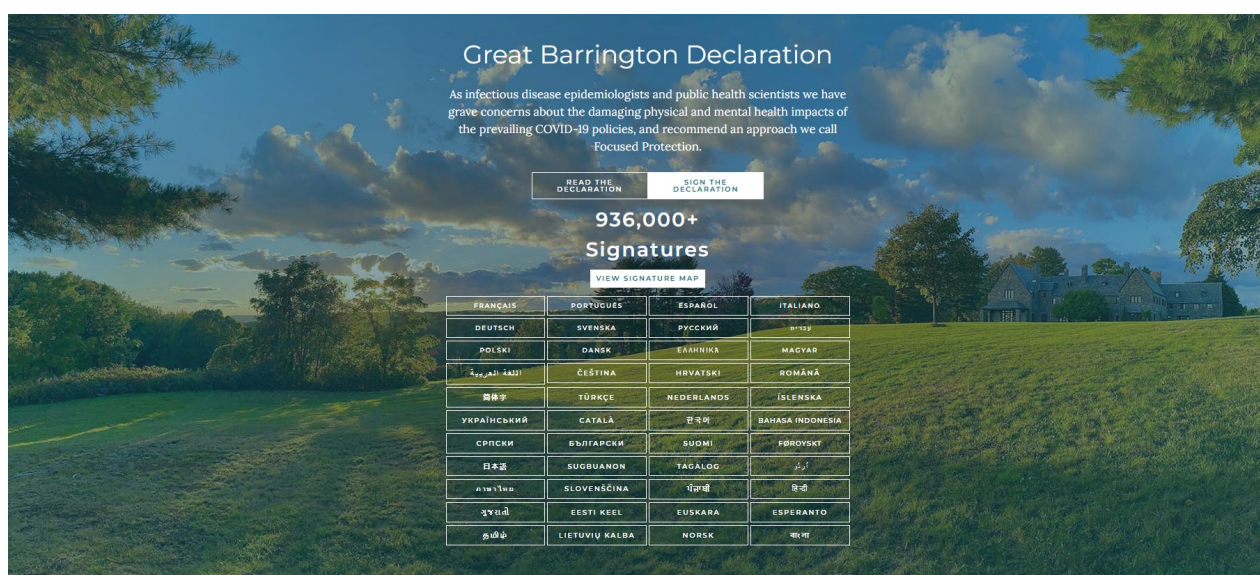 Great Barrington Declaration
As infectious disease epidemiologists and public health scientists we have
grave concerns about the damaging physical and mental health impacts of
the prevailing COVID-19 policies, and recommend an approach we call
Focused Protection.
READ THE
DECLARATION
SIGN THE
DECLARATION
936,000+
Signatures
VIEW SIGNATURE MAP
FRANÇAIS PORTUGUÊS ESPAÑOL ITALIANO
DEUTSCH SVENSKA РУССКИЙ עברית
POLSKI DANSK ΕΛΛΗΝΙΚΆ MAGYAR
اللغة العربية ČEŠTINA HRVATSKI ROMÂNĂ
简体字 TÜRKÇE NEDERLANDS ÍSLENSKA
УКРАЇНСЬКИЙ CATALÀ 한국어 BAHASA INDONESIA
СРПСКИ БЪЛГАРСКИ SUOMI FØROYSKT
日本語 SUGBUANON TAGALOG اُردُو
ภาษาไทย SLOVENŠČINA ਪੰਜਾਬੀ हिन्दी
ગુજરાતી EESTI KEEL EUSKARA ESPERANTO
தமிழ் LIETUVIŲ KALBA NORSK বাংলা